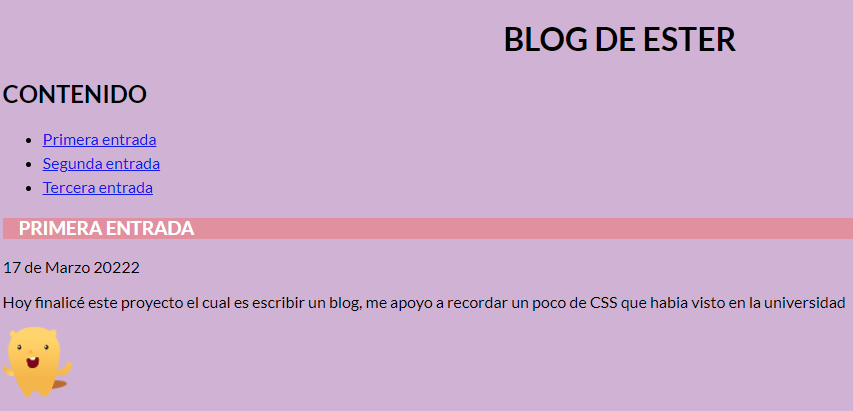 BLOG DE ESTER
CONTENIDO
Primera entrada
Segunda entrada
Tercera entrada
PRIMERA ENTRADA
17 de Marzo 20222
Hoy finalicé este proyecto el cual es escribir un blog, me apoyo a recordar un poco de CSS que habia visto en la universidad